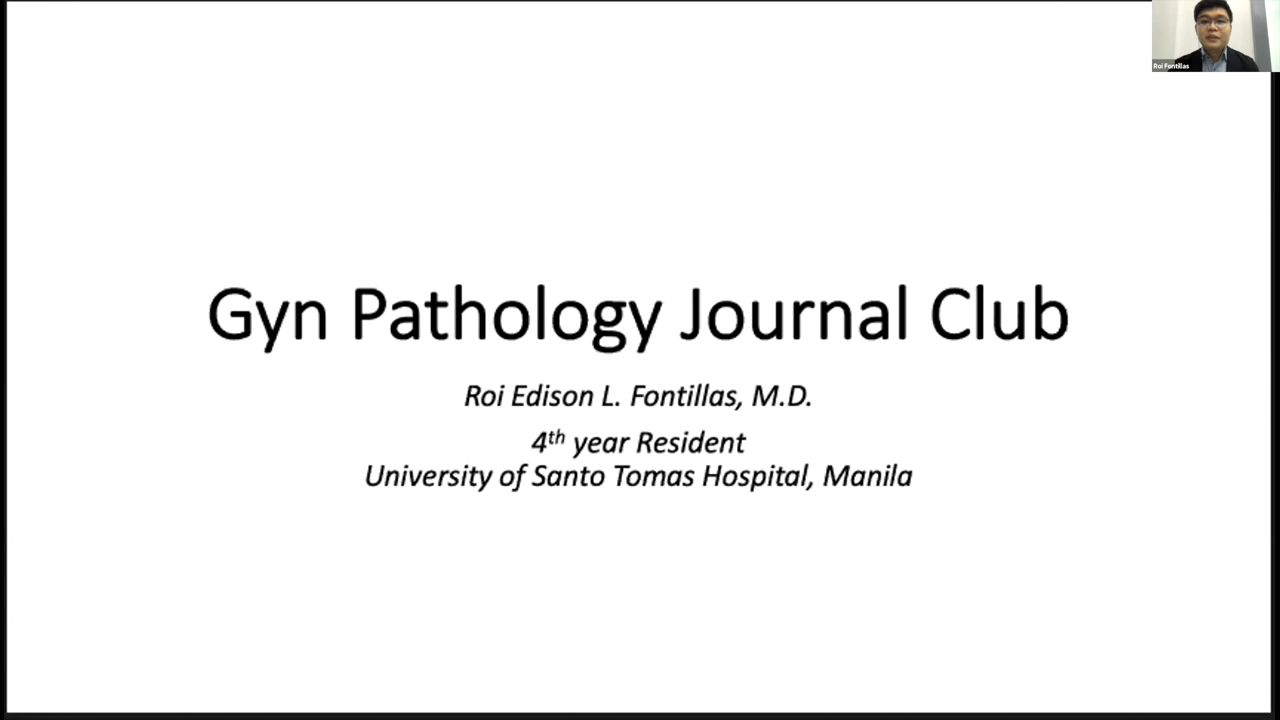 Roi Fontillas
Gyn Pathology Journal Club
Roi Edison L. Fontillas, M.D.
4th year Resident
University of Santo Tomas Hospital, Manila